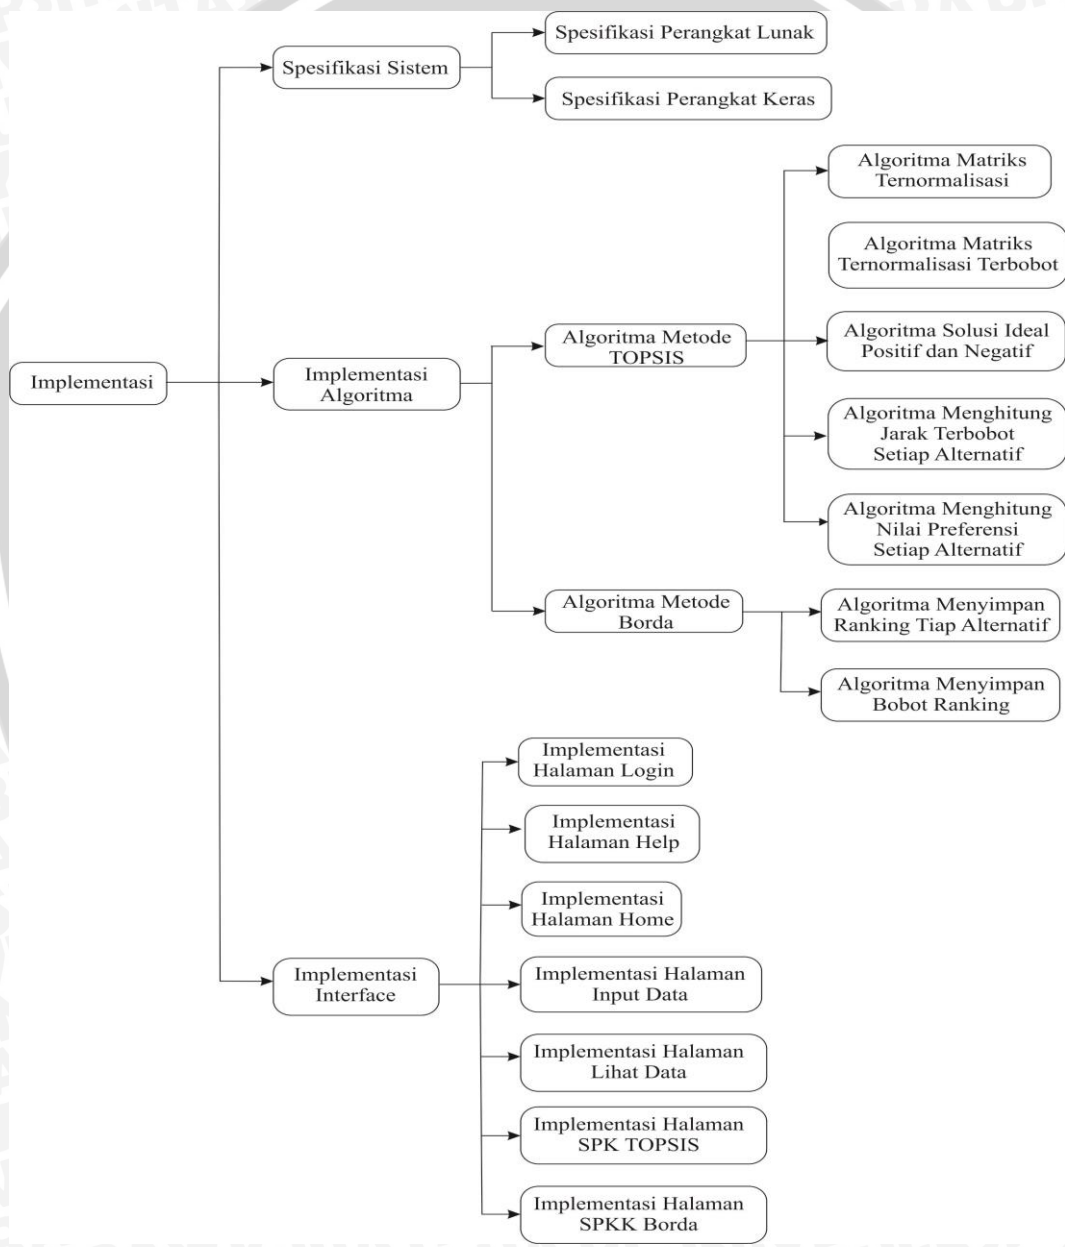 Spesifikasi Perangkat Lunak
Spesifikasi Sistem
Spesifikasi Perangkat Keras
Algoritma Matriks
Ternormalisasi
Algoritma Matriks
Ternormalisasi Terbobot
Algoritma Metode
TOPSIS
Algoritma Solusi Ideal
Positif dan Negatif
Implementasi
Implementasi
Algoritma
Algoritma Menghitung
Jarak Terbobot
Setiap Alternatif
Algoritma Menghitung
Nilai Preferensi
Setiap Alternatif
Algoritma Metode
Borda
Algoritma Menyimpan
Ranking Tiap Alternatif
Algoritma Menyimpan
Bobot Ranking
Implementasi
Halaman Login
Implementasi
Halaman Help
Implementasi
Halaman Home
Implementasi
Interface
Implementasi Halaman
Input Data
Implementasi Halaman
Lihat Data
Implementasi Halaman
SPK TOPSIS
Implementasi Halaman
SPKK Borda